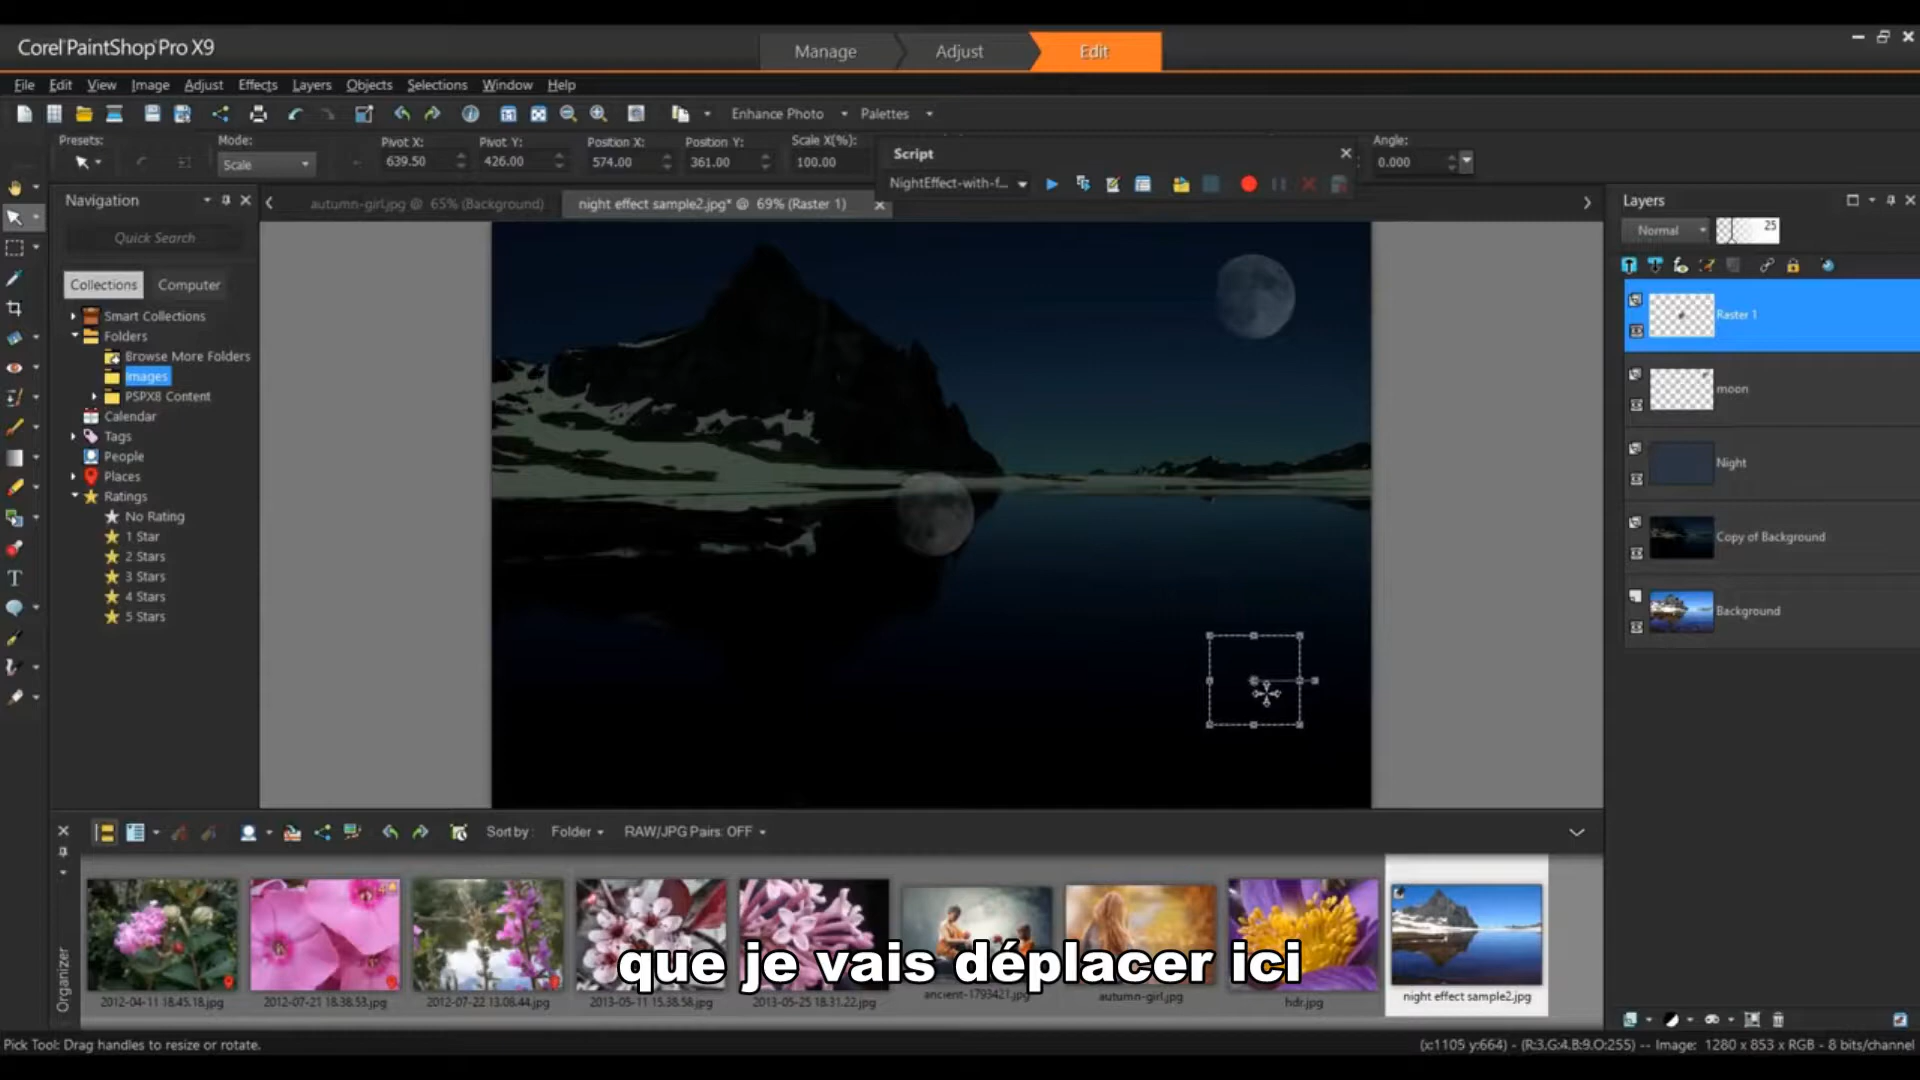 Corel PaintShop Pro X9
Manage
Adjust
Edit
File Edit View Image Adjust Effects Layers Objects Selections Window Help
Enhance Photo
Palettes
Presets:
Mode:
Scale
Pivot X:
639.50
Pivot Y:
426.00
Position X:
574.00
Position Y:
361.00
Scale X(%):
100.00
Script
NightEffect-with-f...
Angle:
0.000
Navigation
Quick Search
Collections
Computer
Smart Collections
Folders
Browse More Folders
Images
PSPX8 Content
Calendar
Tags
People
Places
Ratings
No Rating
1 Star
2 Stars
3 Stars
4 Stars
5 Stars
autumn-girl.jpg @ 65% (Background)
night effect sample2.jpg* @ 69% (Raster 1)
Layers
Normal
25
Raster 1
moon
Night
Copy of Background
Background
Sort by:
Folder
RAW/JPG Pairs: OFF
Organizer
2012-04-11 18.45.18.jpg
2012-07-21 18.38.53.jpg
2012-07-22 13.08.44.jpg
2013-05-11 15.38.58.jpg
2013-05-25 18.31.22.jpg
ancient-1793421.jpg
autumn-girl.jpg
hdr.jpg
night effect sample2.jpg
que je vais déplacer ici
Pick Tool: Drag handles to resize or rotate.
(x:1105 y:664) - (R:3,G:4,B:9,O:255) -- Image: 1280 x 853 x RGB - 8 bits/channel